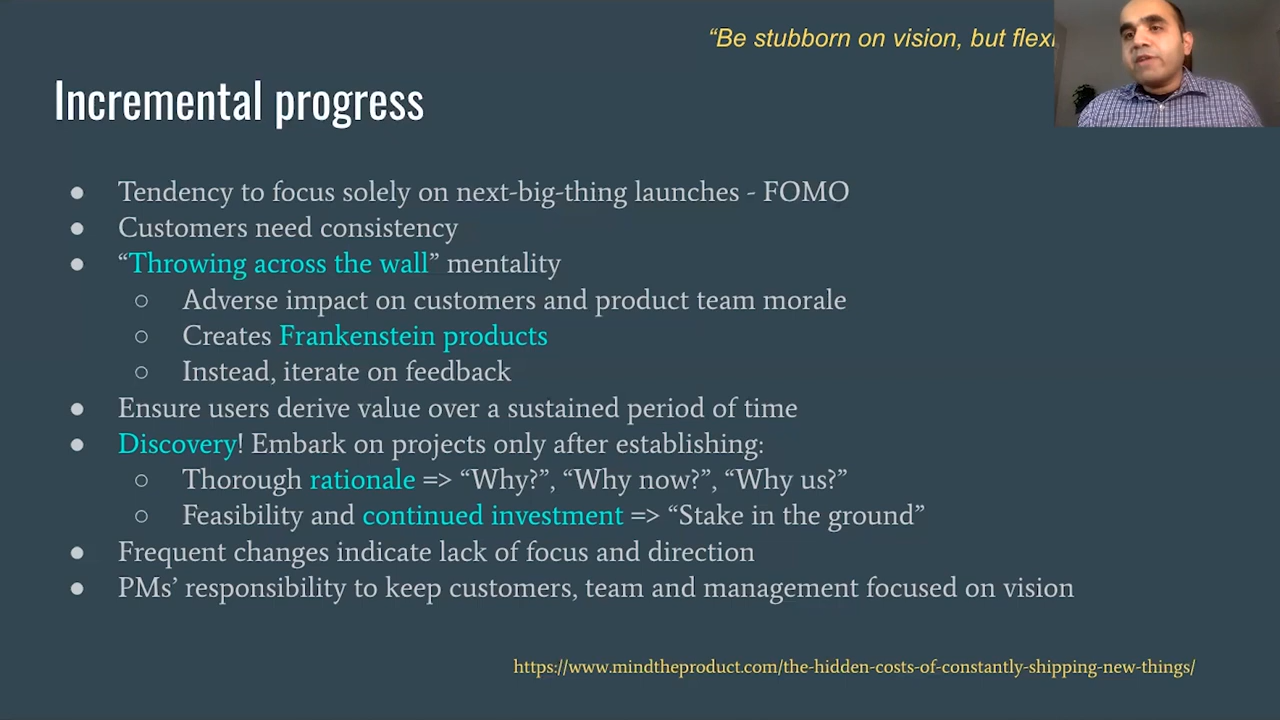 “Be stubborn on vision, but
Incremental progress
● Tendency to focus solely on next-big-thing launches - FOMO
● Customers need consistency
● “Throwing across the wall” mentality
○ Adverse impact on customers and product team morale
○ Creates Frankenstein products
○ Instead, iterate on feedback
● Ensure users derive value over a sustained period of time
● Discovery! Embark on projects only after establishing:
○ Thorough rationale => “Why?”, “Why now?”, “Why us?”
○ Feasibility and continued investment => “Stake in the ground”
● Frequent changes indicate lack of focus and direction
● PMs’ responsibility to keep customers, team and management focused on vision
https://www.mindtheproduct.com/the-hidden-costs-of-constantly-shipping-new-things/